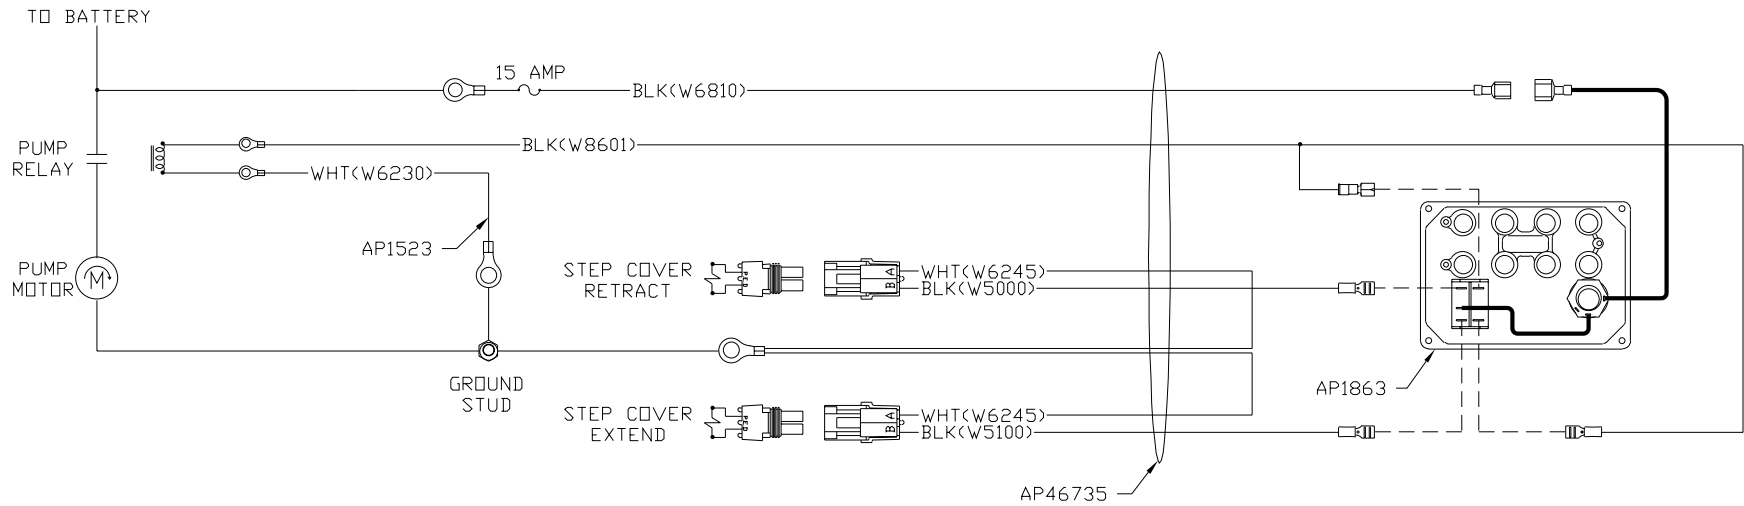 TO BATTERY
15 AMP
BLK(W6810)
PUMP
RELAY
BLK(W8601)
WHT(W6230)
AP1523
PUMP
MOTOR
M
STEP COVER
RETRACT
A
B
WHT(W6245)
BLK(W5000)
GROUND
STUD
AP1863
STEP COVER
EXTEND
A
B
WHT(W6245)
BLK(W5100)
AP46735